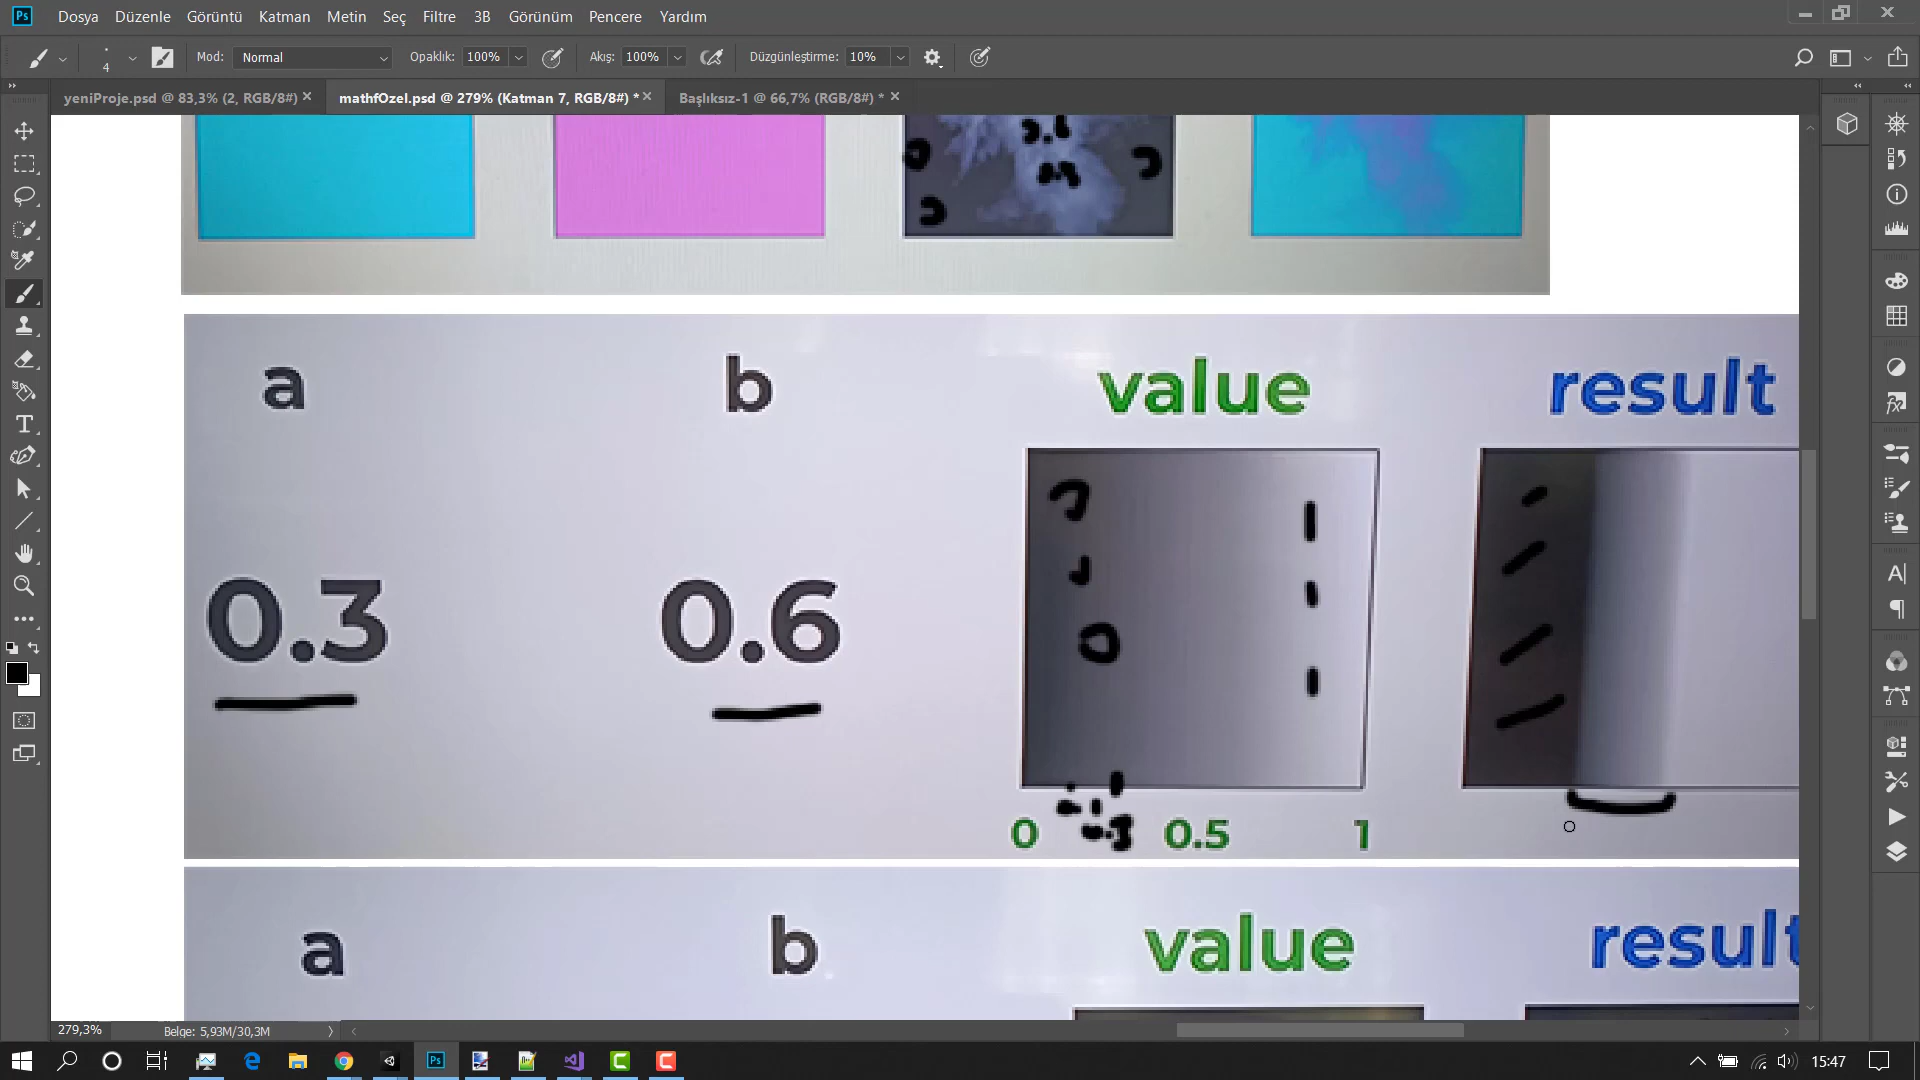 Dosya Düzenle Görüntü Katman Metin Seç Filtre 3B Görünüm Pencere Yardım
4 Mod: Normal Opaklık: 100% Akış: 100% Düzgünleştirme: 10%
yeniProje.psd @ 83,3% (2, RGB/8#) mathfOzel.psd @ 279% (Katman 7, RGB/8#) * Başlıksız-1 @ 66,7% (RGB/8#) *
a b value result
0.3 0.6
0 0.5 1
a b value result
279,3% Belge: 5,93M/30,3M
15:47